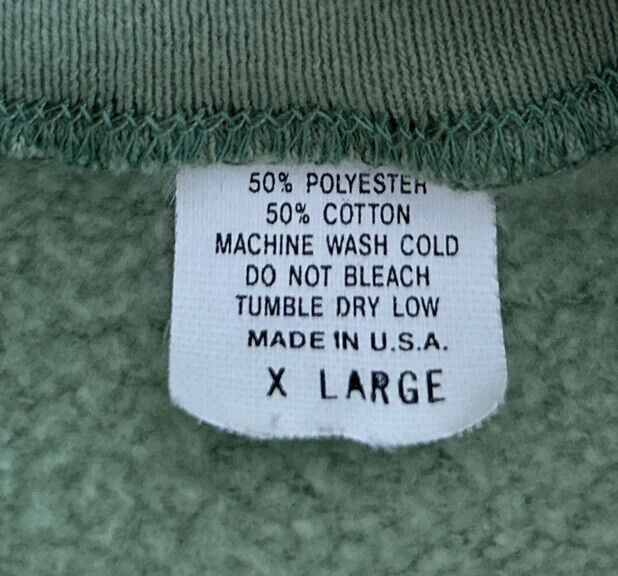 50% POLYESTER
50% COTTON
MACHINE WASH COLD
DO NOT BLEACH
TUMBLE DRY LOW
MADE IN U.S.A.
X LARGE